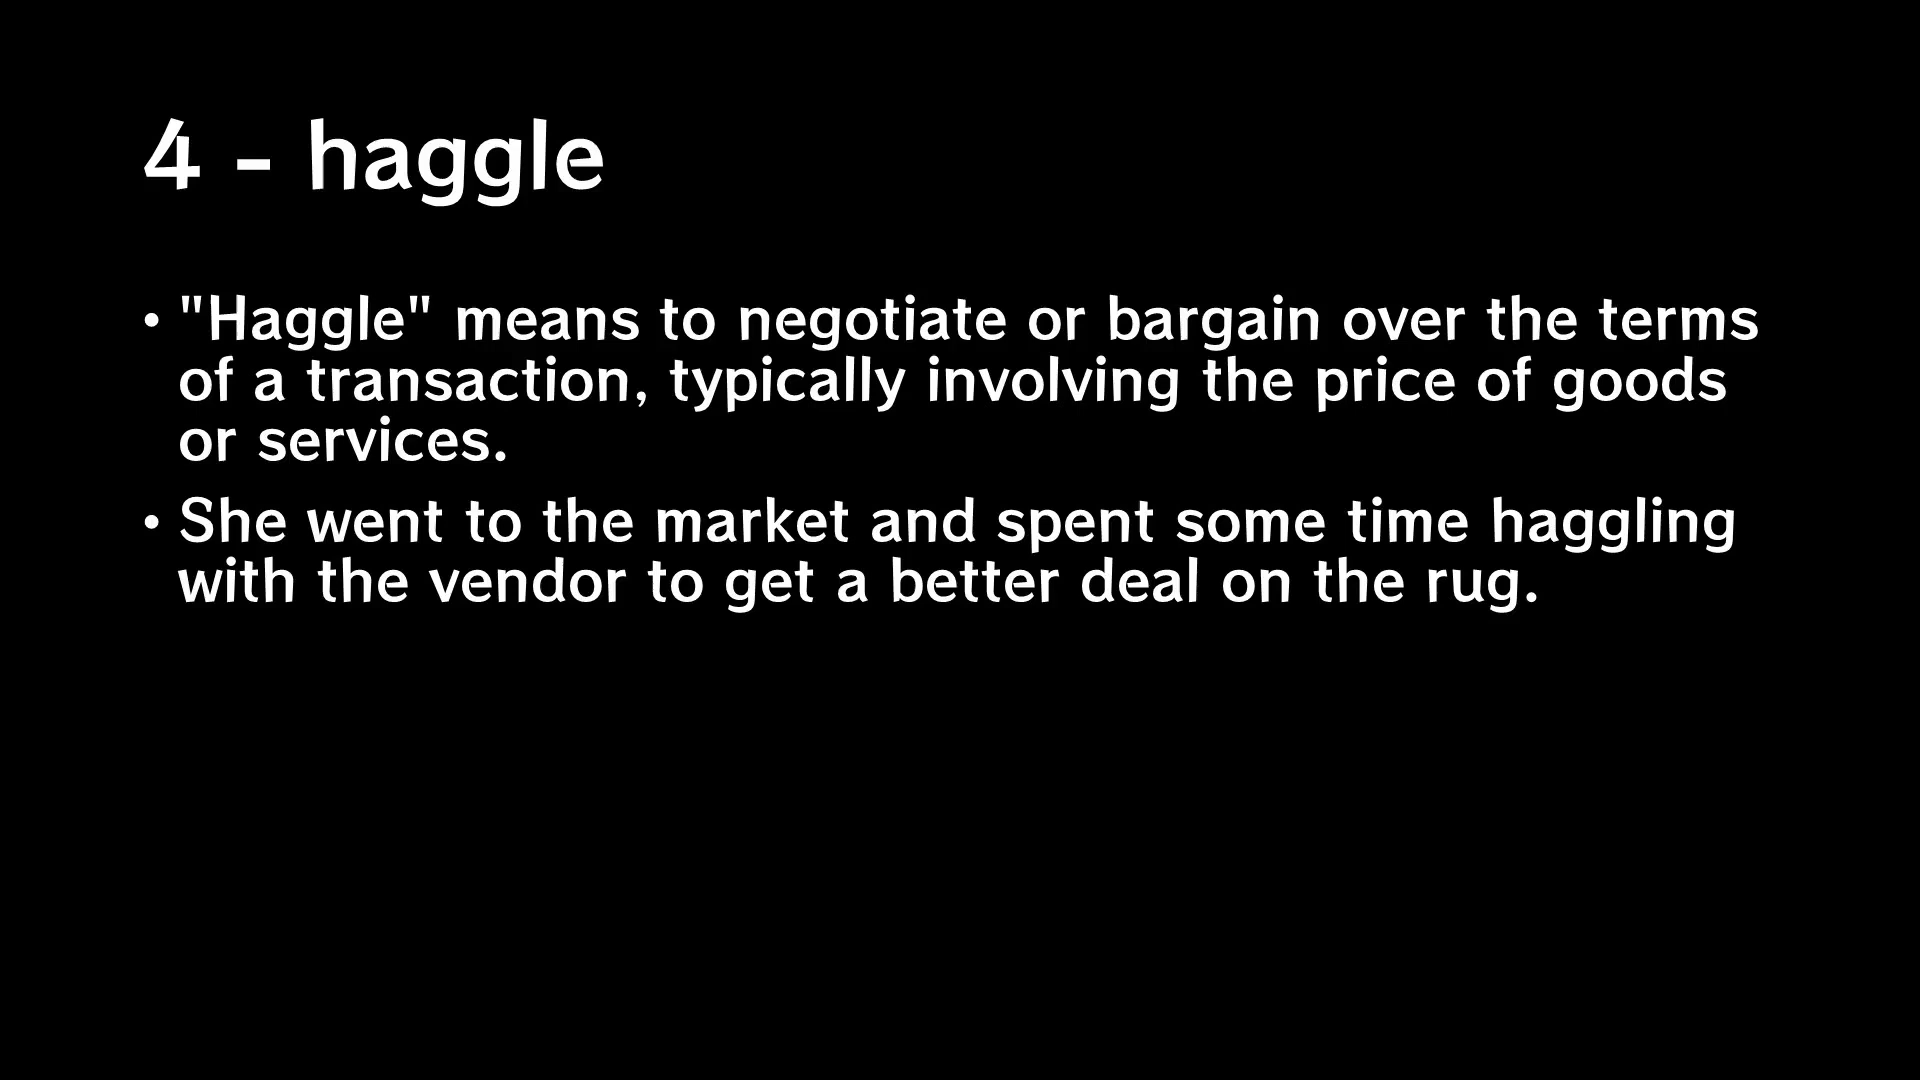 4 - haggle
• "Haggle" means to negotiate or bargain over the terms
of a transaction, typically involving the price of goods
or services.
• She went to the market and spent some time haggling
with the vendor to get a better deal on the rug.